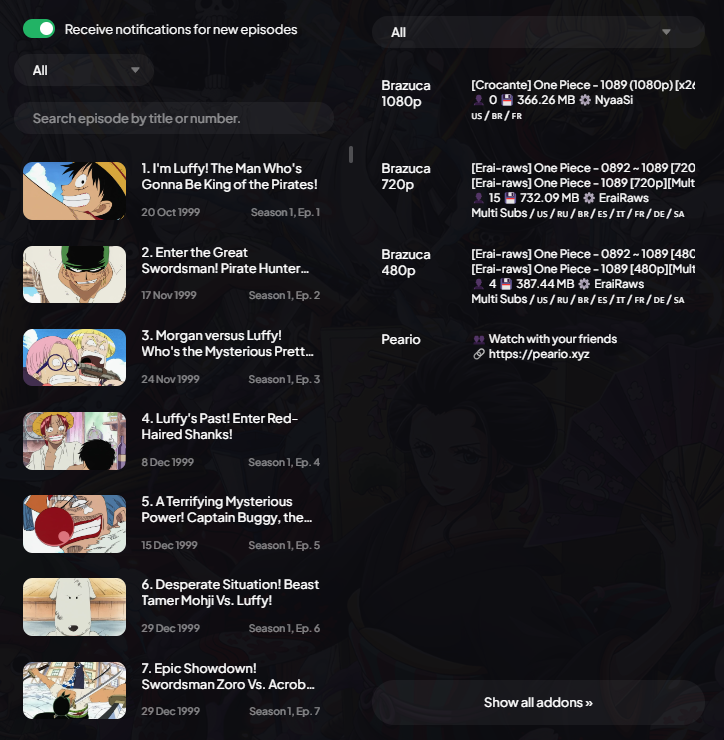 Receive notifications for new episodes
All
Search episode by title or number.
1. I'm Luffy! The Man Who's
Gonna Be King of the Pirates!
20 Oct 1999 Season 1, Ep. 1
2. Enter the Great
Swordsman! Pirate Hunter...
17 Nov 1999 Season 1, Ep. 2
3. Morgan versus Luffy!
Who's the Mysterious Prett...
24 Nov 1999 Season 1, Ep. 3
4. Luffy's Past! Enter Red-
Haired Shanks!
8 Dec 1999 Season 1, Ep. 4
5. A Terrifying Mysterious
Power! Captain Buggy, the...
15 Dec 1999 Season 1, Ep. 5
6. Desperate Situation! Beast
Tamer Mohji Vs. Luffy!
29 Dec 1999 Season 1, Ep. 6
7. Epic Showdown!
Swordsman Zoro Vs. Acrob...
29 Dec 1999 Season 1, Ep. 7
All
Brazuca
1080p
[Crocante] One Piece - 1089 (1080p) [x26
👤 0 💾 366.26 MB ⚙️ NyaaSi
US / BR / FR
Brazuca
720p
[Erai-raws] One Piece - 0892 ~ 1089 [720
[Erai-raws] One Piece - 1089 [720p][Mult
👤 15 💾 732.09 MB ⚙️ EraiRaws
Multi Subs / US / RU / BR / ES / IT / FR / DE / SA
Brazuca
480p
[Erai-raws] One Piece - 0892 ~ 1089 [480
[Erai-raws] One Piece - 1089 [480p][Mult
👤 4 💾 387.44 MB ⚙️ EraiRaws
Multi Subs / US / RU / BR / ES / IT / FR / DE / SA
Peario
👥 Watch with your friends
🔗 https://peario.xyz
Show all addons »